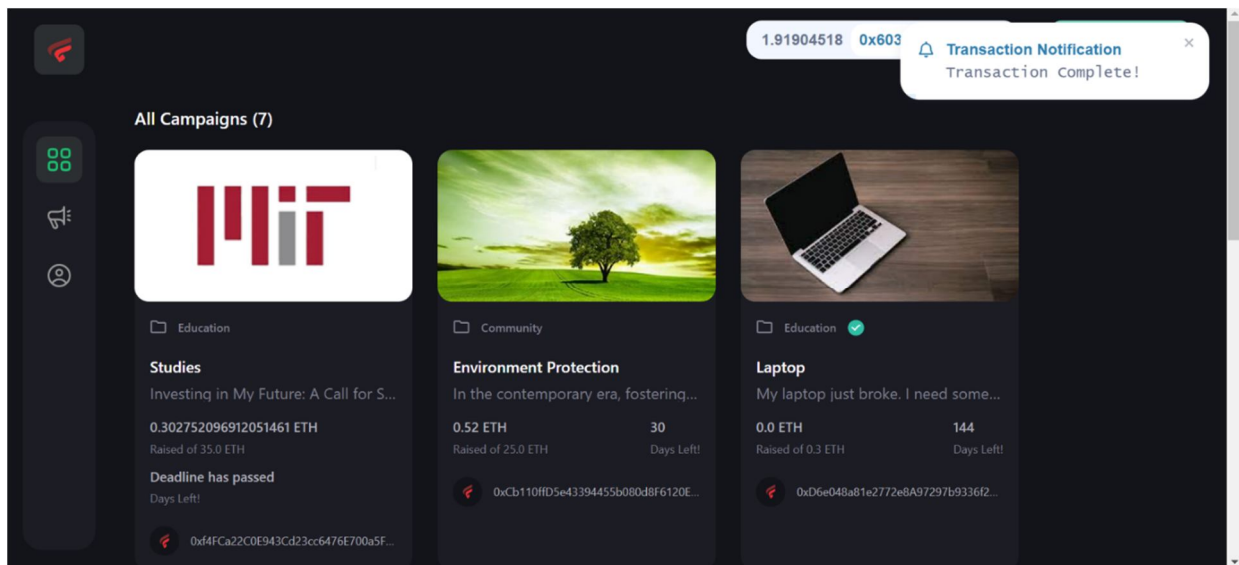 1.91904518 0x603
Transaction Notification
Transaction Complete!
All Campaigns (7)
MIT
Education
Studies
Investing in My Future: A Call for S...
0.302752096912051461 ETH
Raised of 35.0 ETH
Deadline has passed
Days Left!
0xf4FCa22C0E943Cd23cc6476E700a5F...
Community
Environment Protection
In the contemporary era, fostering...
0.52 ETH 30
Raised of 25.0 ETH Days Left!
0xCb110ffD5e43394455b080d8F6120E...
Education
Laptop
My laptop just broke. I need some...
0.0 ETH 144
Raised of 0.3 ETH Days Left!
0xD6e048a81e2772e8A97297b9336f2...